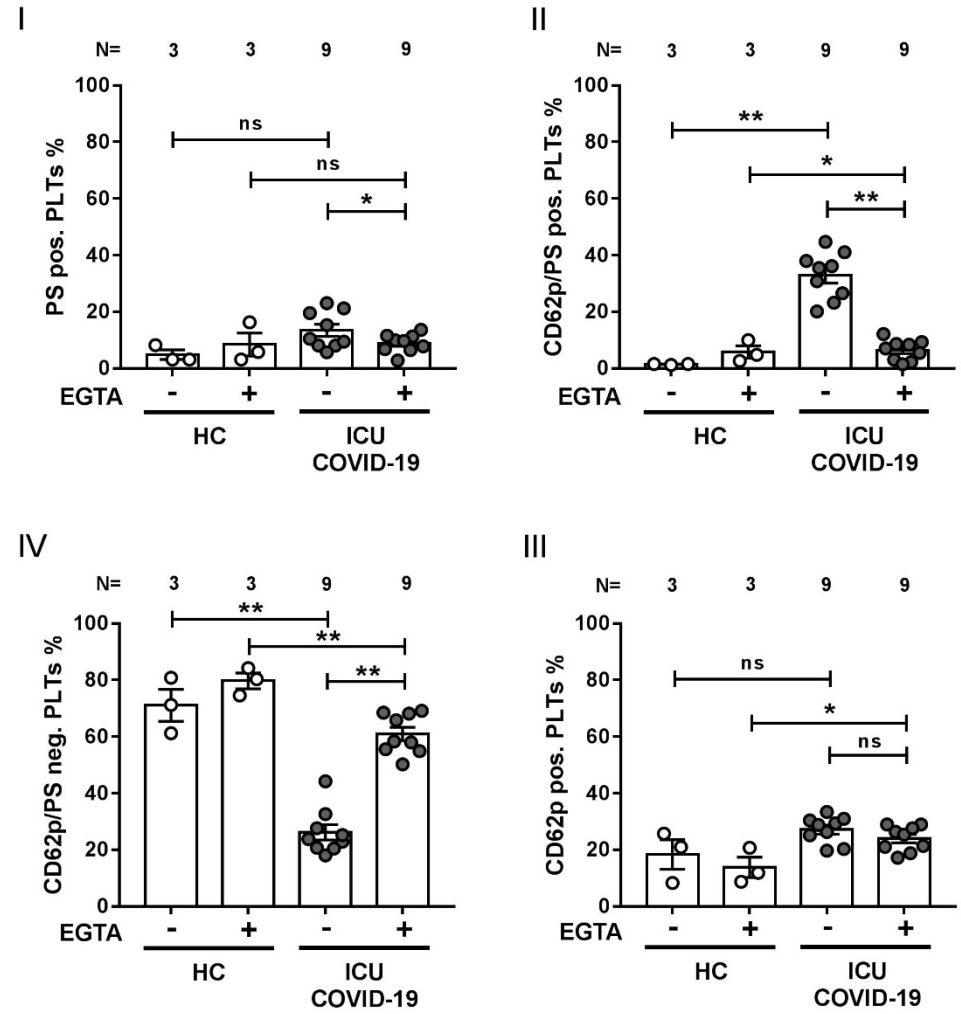 I
N= 3 3 9 9
PS pos. PLTs %
100
80
60
40
20
0
ns
ns
*
EGTA - + - +
HC ICU
COVID-19
II
N= 3 3 9 9
CD62p/PS pos. PLTs %
100
80
60
40
20
0
**
*
**
EGTA - + - +
HC ICU
COVID-19
IV
N= 3 3 9 9
CD62p/PS neg. PLTs %
100
80
60
40
20
0
**
**
**
EGTA - + - +
HC ICU
COVID-19
III
N= 3 3 9 9
CD62p pos. PLTs %
100
80
60
40
20
0
ns
*
ns
EGTA - + - +
HC ICU
COVID-19